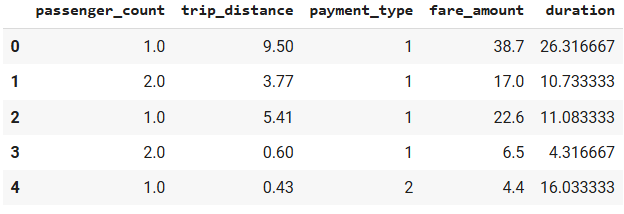 passenger_count trip_distance payment_type fare_amount duration
0 1.0 9.50 1 38.7 26.316667
1 2.0 3.77 1 17.0 10.733333
2 1.0 5.41 1 22.6 11.083333
3 2.0 0.60 1 6.5 4.316667
4 1.0 0.43 2 4.4 16.033333